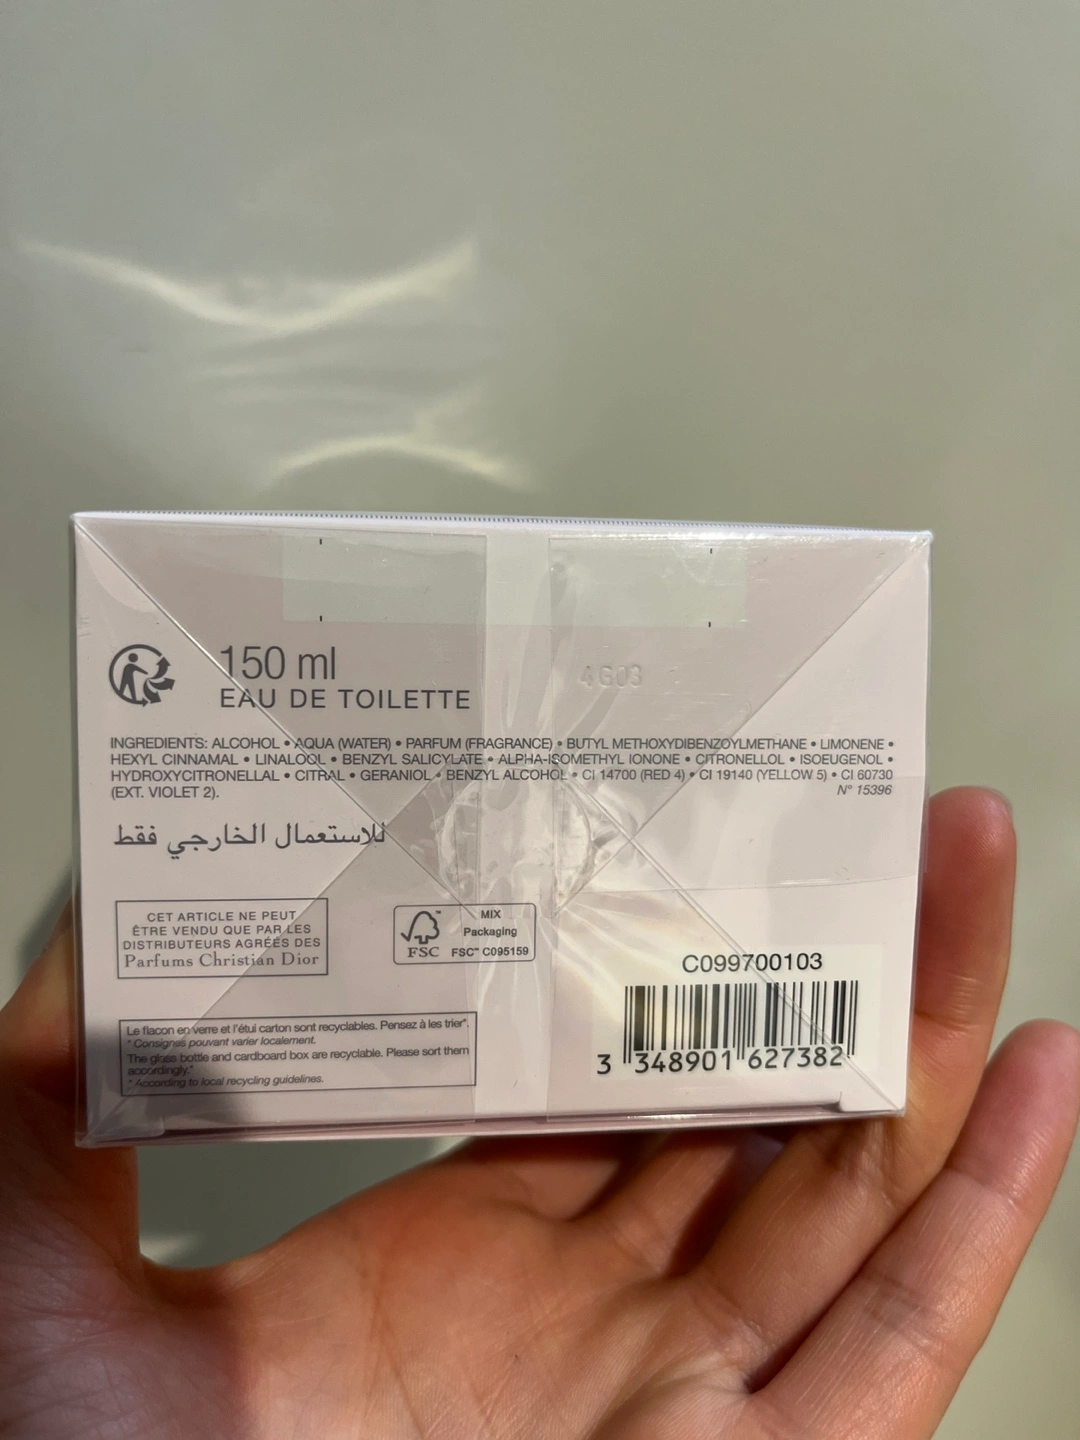 150 ml
EAU DE TOILETTE
4G03
INGREDIENTS: ALCOHOL • AQUA (WATER) • PARFUM (FRAGRANCE) • BUTYL METHOXYDIBENZOYLMETHANE • LIMONENE •
HEXYL CINNAMAL • LINALOOL • BENZYL SALICYLATE • ALPHA-ISOMETHYL IONONE • CITRONELLOL • ISOEUGENOL •
HYDROXYCITRONELLAL • CITRAL • GERANIOL • BENZYL ALCOHOL • CI 14700 (RED 4) • CI 19140 (YELLOW 5) • CI 60730
(EXT. VIOLET 2).
N° 15396
للاستعمال الخارجي فقط
CET ARTICLE NE PEUT
ÊTRE VENDU QUE PAR LES
DISTRIBUTEURS AGRÉÉS DES
Parfums Christian Dior
FSC™
MIX
Packaging
FSC™ C095159
C099700103
3 348901 627382
Le flacon en verre et l'étui carton sont recyclables. Pensez à les trier*.
* Consignes pouvant varier localement.
The glass bottle and cardboard box are recyclable. Please sort them
accordingly.*
* According to local recycling guidelines.